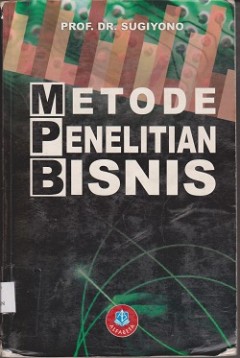 PROF. DR. SUGIYONO
METODE
PENELITIAN
BISNIS
ALFABETA